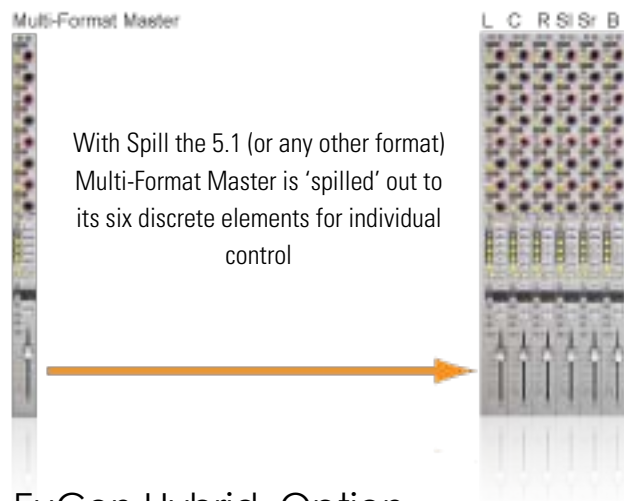 Multi-Format Master
L C R Sl Sr B
With Spill the 5.1 (or any other format)
Multi-Format Master is ‘spilled’ out to
its six discrete elements for individual
control
EuCon Hybrid Option